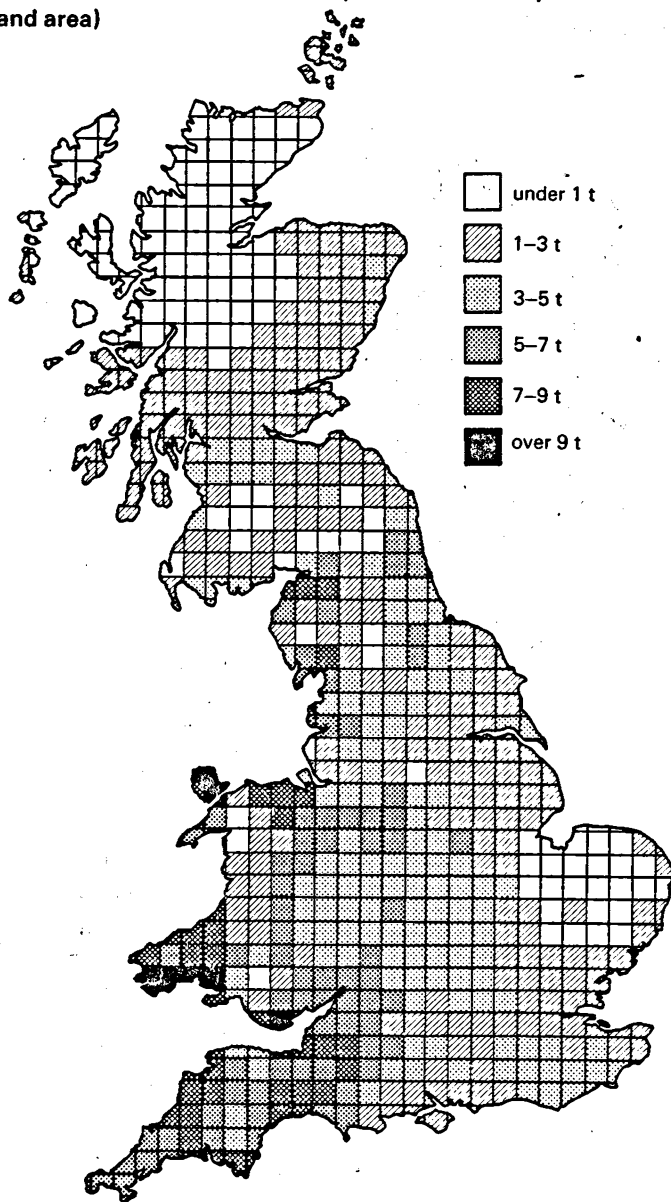 and area)
under 1 t
1–3 t
3–5 t
5–7 t
7–9 t
over 9 t